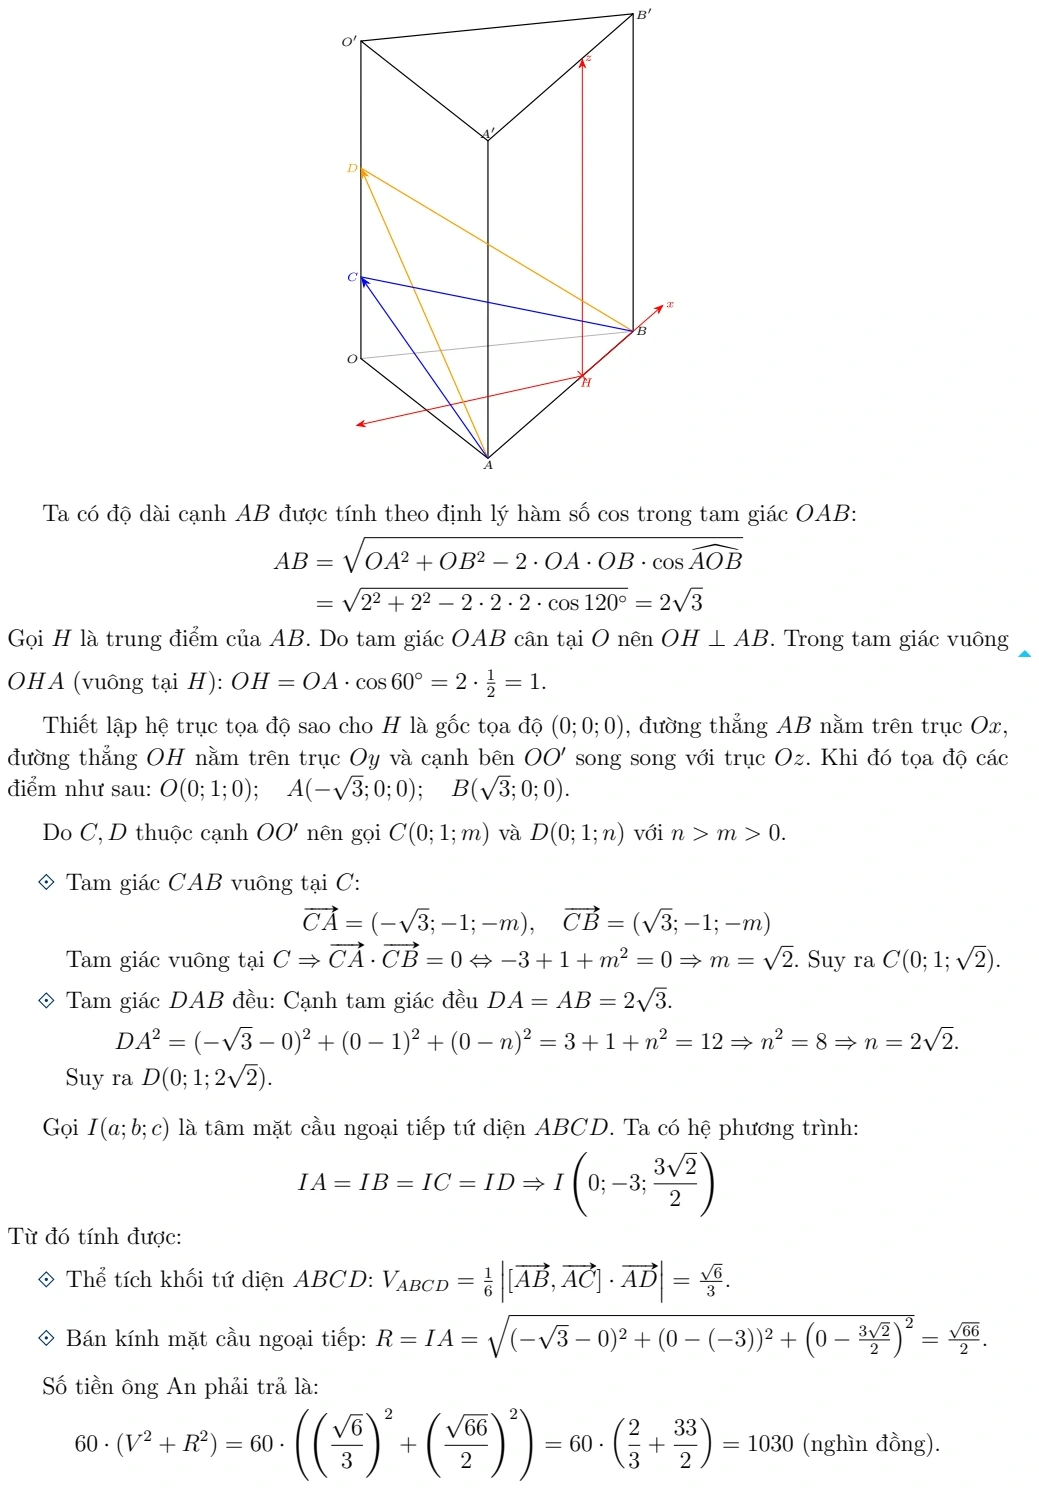 B′
O′
z
A′
D
C
x
B
O
H
A
Ta có độ dài cạnh AB được tính theo định lý hàm số cos trong tam giác OAB:
AB = √(OA² + OB² − 2 · OA · OB · cos \widehat{AOB})
= √(2² + 2² − 2 · 2 · 2 · cos 120°) = 2√3
Gọi H là trung điểm của AB. Do tam giác OAB cân tại O nên OH ⊥ AB. Trong tam giác vuông
OHA (vuông tại H): OH = OA · cos 60° = 2 · 1/2 = 1.
Thiết lập hệ trục tọa độ sao cho H là gốc tọa độ (0; 0; 0), đường thẳng AB nằm trên trục Ox,
đường thẳng OH nằm trên trục Oy và cạnh bên OO′ song song với trục Oz. Khi đó tọa độ các
điểm như sau: O(0; 1; 0); A(−√3; 0; 0); B(√3; 0; 0).
Do C, D thuộc cạnh OO′ nên gọi C(0; 1; m) và D(0; 1; n) với n > m > 0.
Tam giác CAB vuông tại C:
\overrightarrow{CA} = (−√3; −1; −m), \overrightarrow{CB} = (√3; −1; −m)
Tam giác vuông tại C ⇒ \overrightarrow{CA} · \overrightarrow{CB} = 0 ⇔ −3 + 1 + m² = 0 ⇒ m = √2. Suy ra C(0; 1; √2).
Tam giác DAB đều: Cạnh tam giác đều DA = AB = 2√3.
DA² = (−√3 − 0)² + (0 − 1)² + (0 − n)² = 3 + 1 + n² = 12 ⇒ n² = 8 ⇒ n = 2√2.
Suy ra D(0; 1; 2√2).
Gọi I(a; b; c) là tâm mặt cầu ngoại tiếp tứ diện ABCD. Ta có hệ phương trình:
IA = IB = IC = ID ⇒ I(0; −3; 3√2/2)
Từ đó tính được:
Thể tích khối tứ diện ABCD: V_{ABCD} = 1/6 |[\overrightarrow{AB}, \overrightarrow{AC}] · \overrightarrow{AD}| = √6/3.
Bán kính mặt cầu ngoại tiếp: R = IA = √((−√3 − 0)² + (0 − (−3))² + (0 − 3√2/2)²) = √66/2.
Số tiền ông An phải trả là:
60 · (V² + R²) = 60 · ((√6/3)² + (√66/2)²) = 60 · (2/3 + 33/2) = 1030 (nghìn đồng).